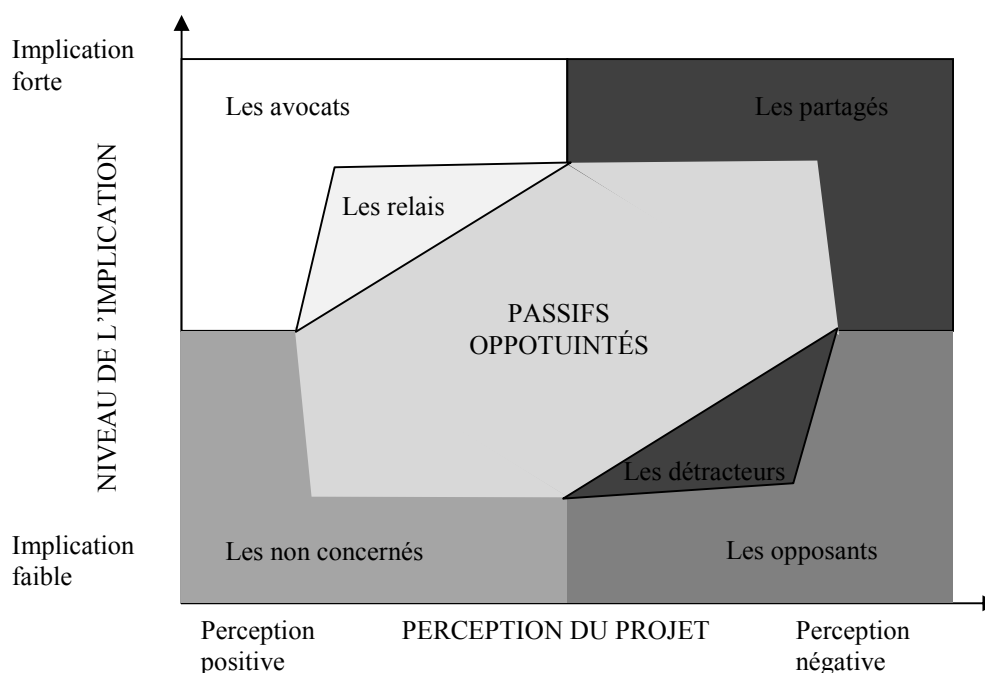 Implication
forte
Les avocats
Les partagés
Les relais
NIVEAU DE L’IMPLICATION
PASSIFS
OPPOTUINTÉS
Les détracteurs
Implication
faible
Les non concernés
Les opposants
Perception
positive
PERCEPTION DU PROJET
Perception
négative